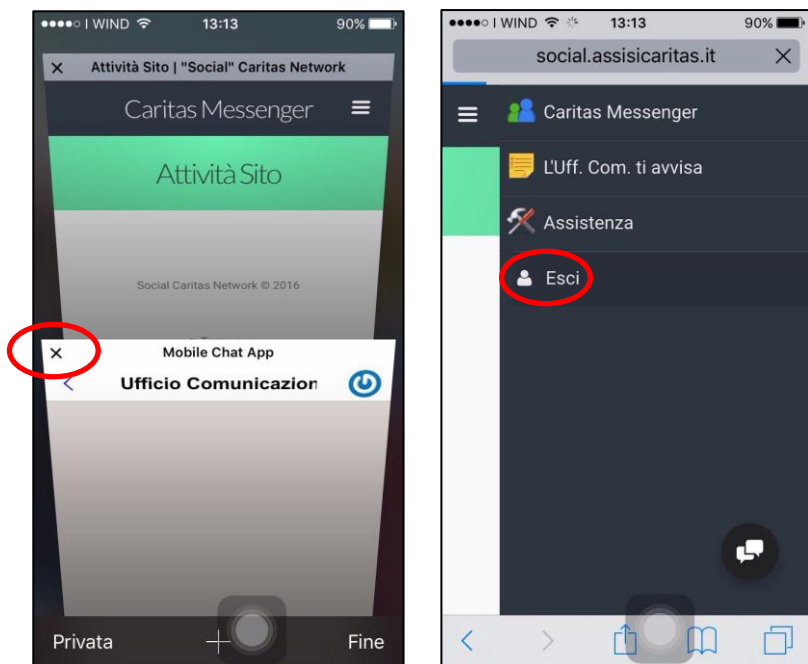 WIND 13:13 90%
Attività Sito | "Social" Caritas Network
Caritas Messenger
Attività Sito
Social Caritas Network © 2016
Mobile Chat App
Ufficio Comunicazion
Privata Fine
WIND 13:13 90%
social.assisicaritas.it
Caritas Messenger
L'Uff. Com. ti avvisa
Assistenza
Esci